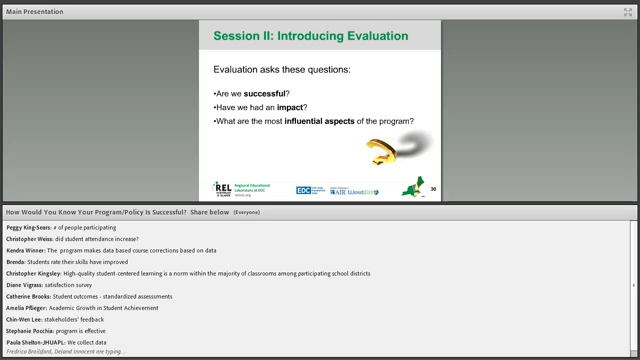 Main Presentation
Session II: Introducing Evaluation
Evaluation asks these questions:
•Are we successful?
•Have we had an impact?
•What are the most influential aspects of the program?
REL
Regional Educational
Laboratory at EDC
EDC
AIR
WestEd
30
How Would You Know Your Program/Policy Is Successful? Share below (Everyone)
Peggy King-Sears: # of people participating
Christopher Weiss: did student attendance increase?
Kendra Winner: The program makes data based course corrections based on data
Brenda: Students rate their skills have improved
Christopher Kingsley: High-quality student-centered learning is a norm within the majority of classrooms among participating school districts
Diane Vigrass: satisfaction survey
Catherine Brooks: Student outcomes - standardized assessments
Amelia Pflieger: Academic Growth in Student Achievement
Chin-Wen Lee: stakeholders' feedback
Stephanie Pocchia: program is effective
Paula Shelton-JHUAPL: We collect data
Fredrica Brailsford, Deland Innocent are typing...